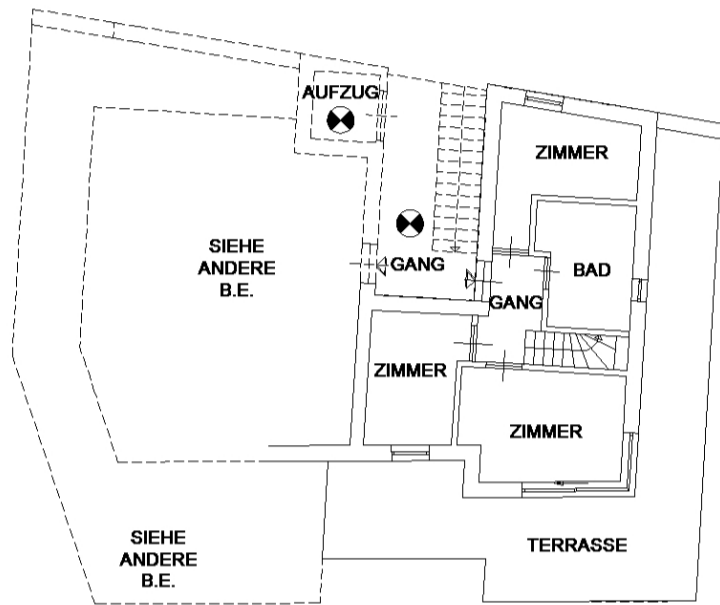 AUFZUG
ZIMMER
SIEHE
ANDERE
B.E.
GANG
BAD
GANG
ZIMMER
ZIMMER
SIEHE
ANDERE
B.E.
TERRASSE